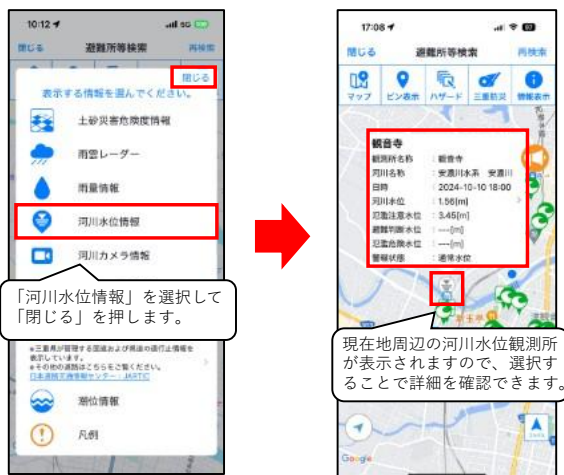 10:12
5G
閉じる 避難所等検索 再検索
閉じる
表示する情報を選んでください。
土砂災害危険度情報
雨雲レーダー
雨量情報
河川水位情報
河川カメラ情報
「河川水位情報」を選択して
「閉じる」を押します。
※三重県が管理する国道および県道の通行止情報を
表示しています。
※その他の道路はこちらをご覧ください。
日本道路交通情報センター：JARTIC
潮位情報
凡例
17:08
閉じる 避難所等検索 再検索
マップ ピン表示 ハザード 三重防災 情報表示
観音寺
観測所名称 : 観音寺
河川名称 : 安濃川水系 安濃川
日時 : 2024-10-10 18:00
河川水位 : 1.56[m]
氾濫注意水位 : 3.45[m]
避難判断水位 : ---[m]
氾濫危険水位 : ---[m]
警報状態 : 通常水位
現在地周辺の河川水位観測所
が表示されますので、選択す
ることで詳細を確認できます。
Google